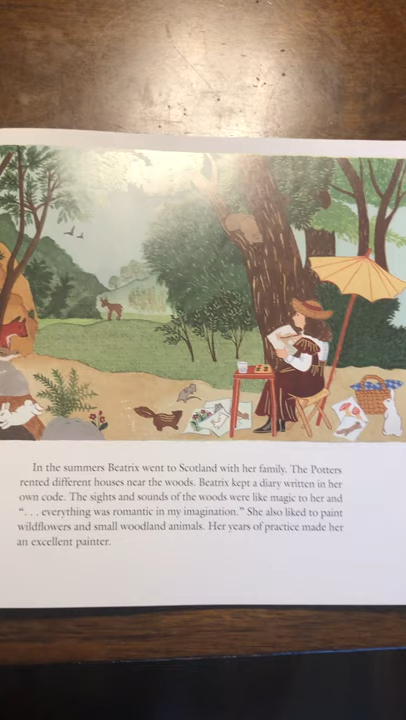 In the summers Beatrix went to Scotland with her family. The Potters
rented different houses near the woods. Beatrix kept a diary written in her
own code. The sights and sounds of the woods were like magic to her and
“. . . everything was romantic in my imagination.” She also liked to paint
wildflowers and small woodland animals. Her years of practice made her
an excellent painter.